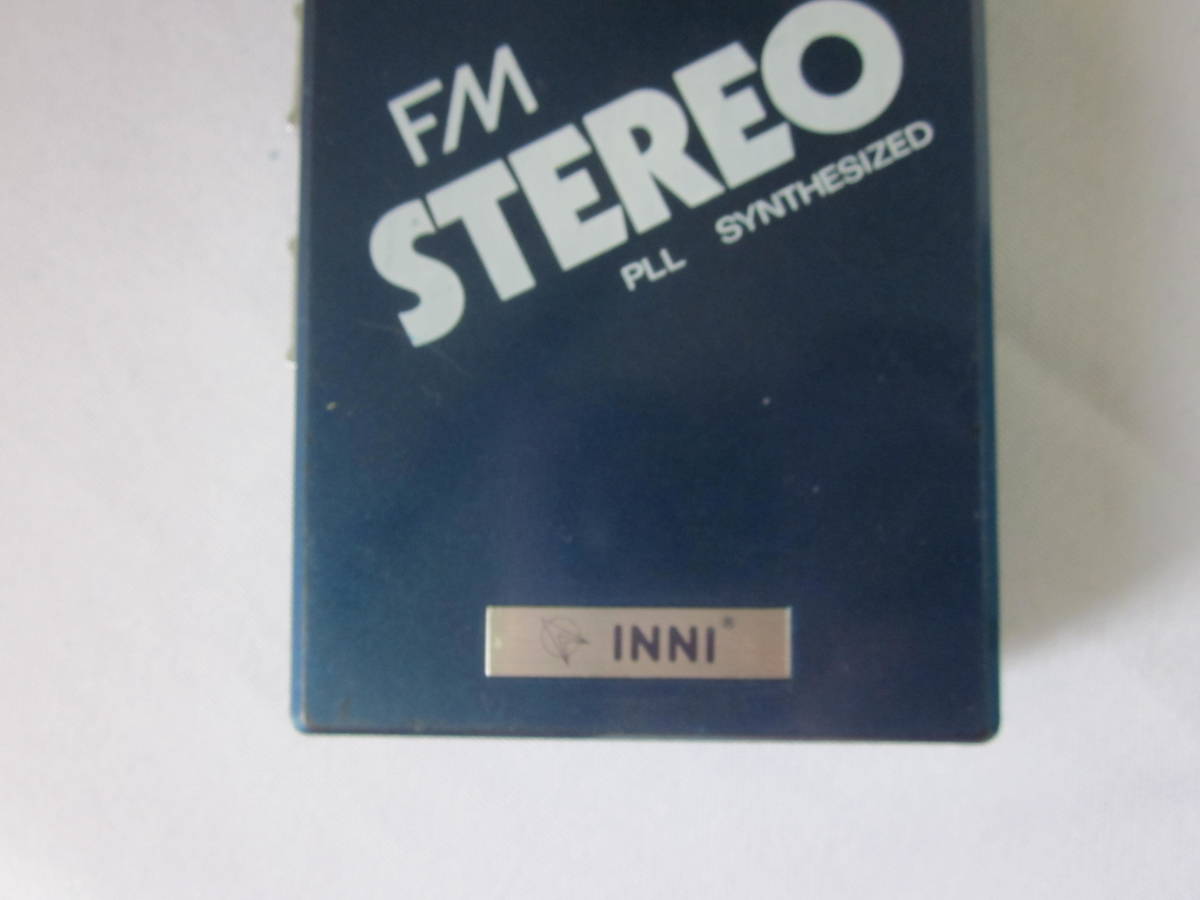 FM
STEREO
PLL SYNTHESIZED
INNI®